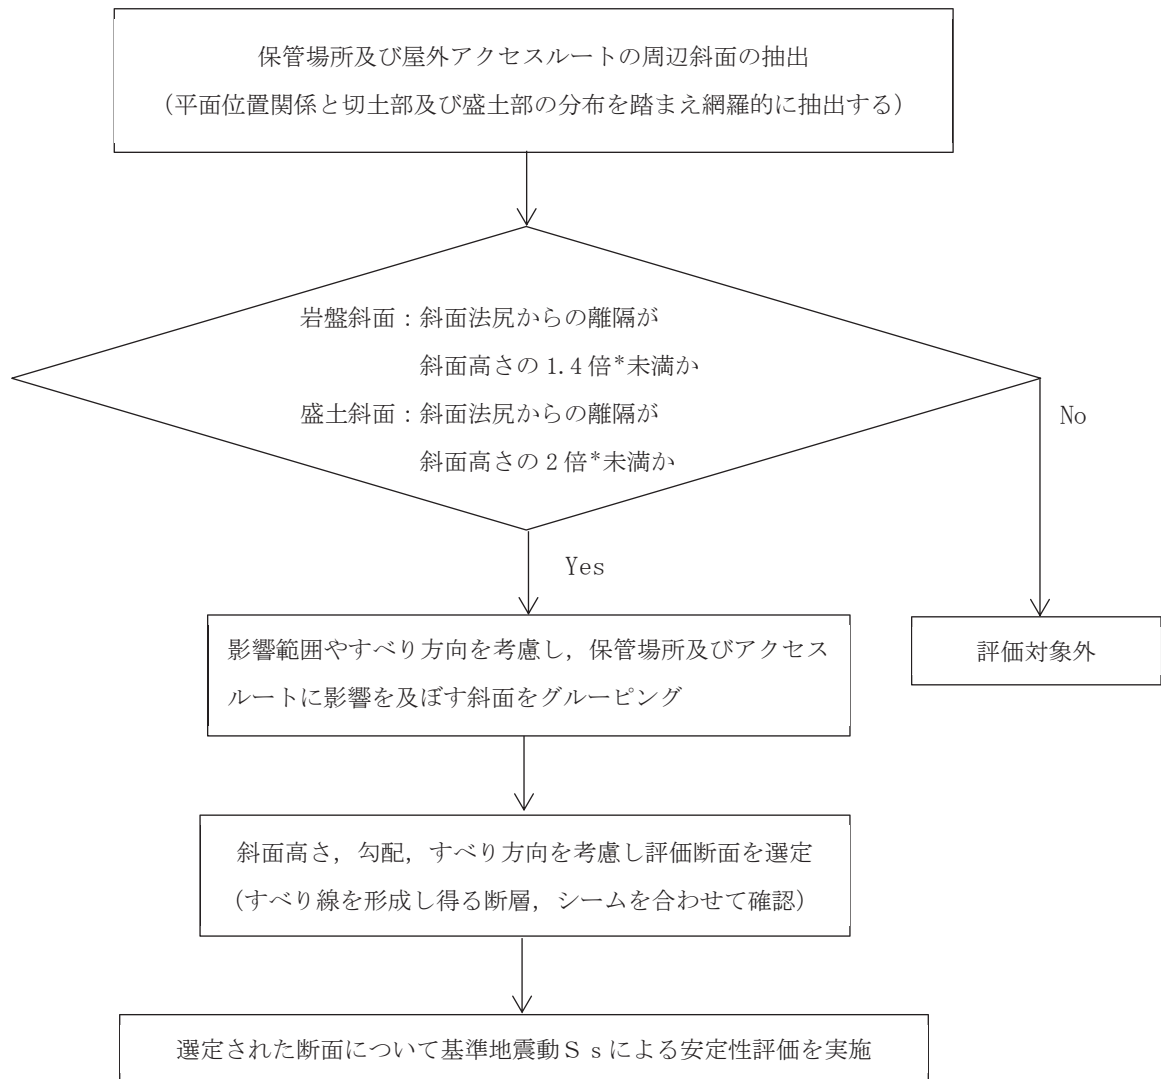 保管場所及び屋外アクセスルートの周辺斜面の抽出
（平面位置関係と切土部及び盛土部の分布を踏まえ網羅的に抽出する）
岩盤斜面：斜面法尻からの離隔が
斜面高さの 1.4 倍*未満か
盛土斜面：斜面法尻からの離隔が
斜面高さの 2 倍*未満か
No
Yes
影響範囲やすべり方向を考慮し，保管場所及びアクセス
ルートに影響を及ぼす斜面をグルーピング
評価対象外
斜面高さ，勾配，すべり方向を考慮し評価断面を選定
（すべり線を形成し得る断層，シームを合わせて確認）
選定された断面について基準地震動Ｓｓによる安定性評価を実施